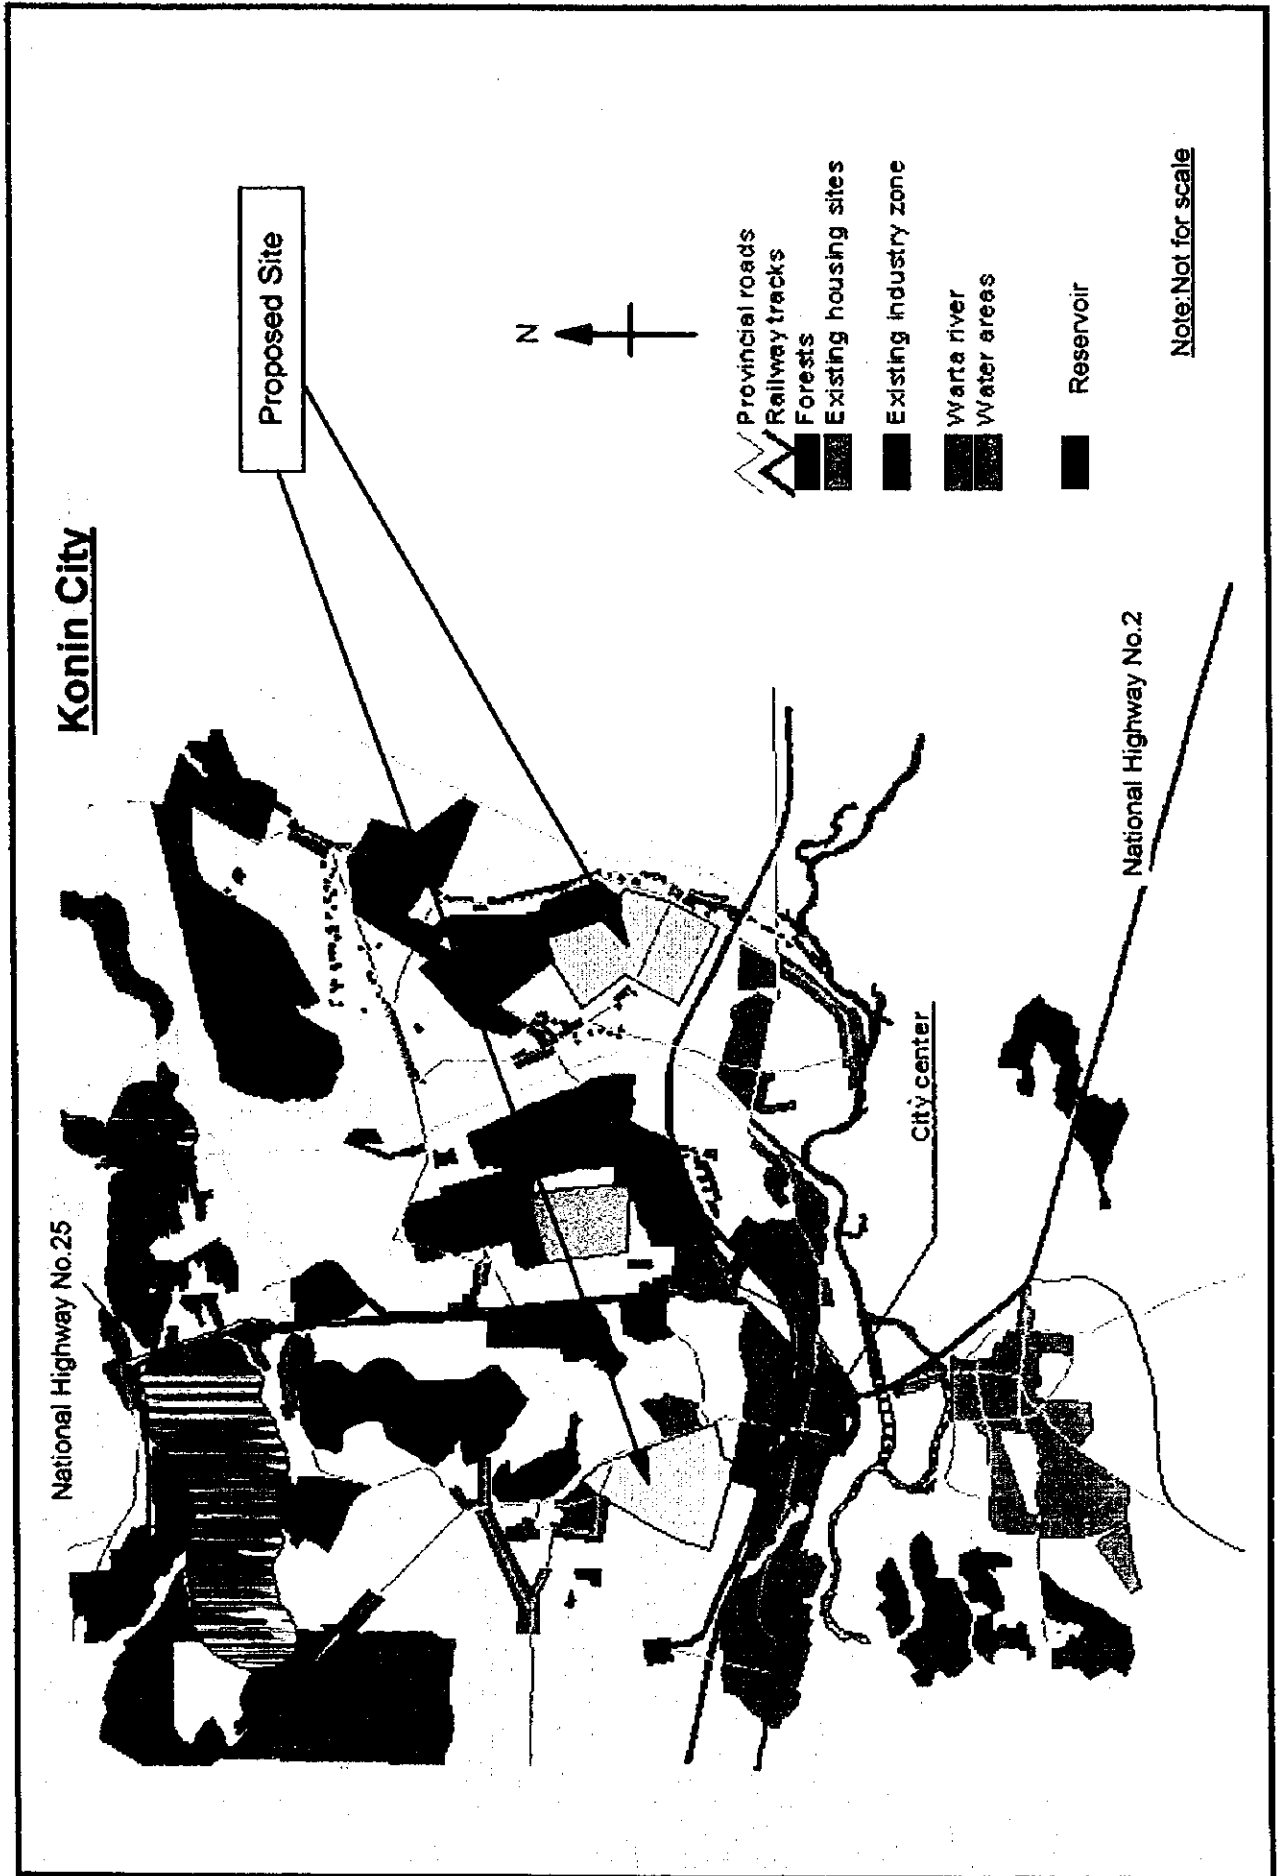 Konin City
National Highway No.25
Proposed Site
N
Provincial roads
Railway tracks
Forests
Existing housing sites
Existing industry zone
Warta river
Water areas
Reservoir
City center
National Highway No.2
Note:Not for scale